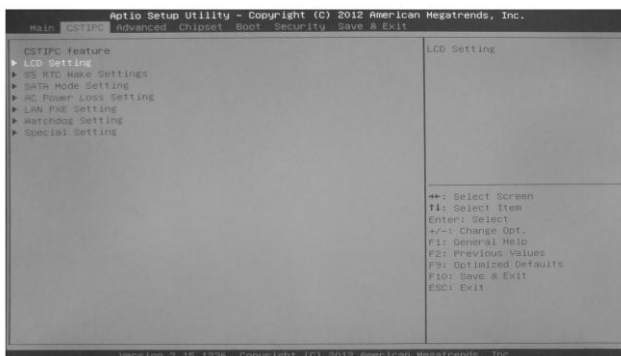 Aptio Setup Utility - Copyright (C) 2012 American Megatrends, Inc.
Main CSTIPC Advanced Chipset Boot Security Save & Exit
CSTIPC feature
▶ LCD Setting
▶ S5 RTC Wake Settings
▶ SATA Mode Setting
▶ AC Power Loss Setting
▶ LAN PXE Setting
▶ Watchdog Setting
▶ Special Setting
LCD Setting
→←: Select Screen
↑↓: Select Item
Enter: Select
+/-: Change Opt.
F1: General Help
F2: Previous Values
F9: Optimized Defaults
F10: Save & Exit
ESC: Exit
Version 2.15.1236. Copyright (C) 2012 American Megatrends, Inc.